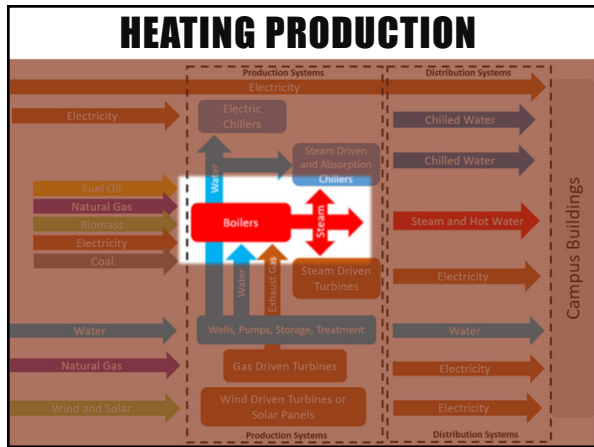 HEATING PRODUCTION
Production Systems
Distribution Systems
Electricity
Electricity
Electric
Chillers
Chilled Water
Steam Driven
and Absorption
Chillers
Chilled Water
Water
Fuel Oil
Natural Gas
Biomass
Electricity
Coal
Boilers
Steam
Steam and Hot Water
Water
Exhaust Gas
Steam Driven
Turbines
Electricity
Campus Buildings
Water
Wells, Pumps, Storage, Treatment
Water
Natural Gas
Gas Driven Turbines
Electricity
Wind and Solar
Wind Driven Turbines or
Solar Panels
Electricity
Production Systems
Distribution Systems